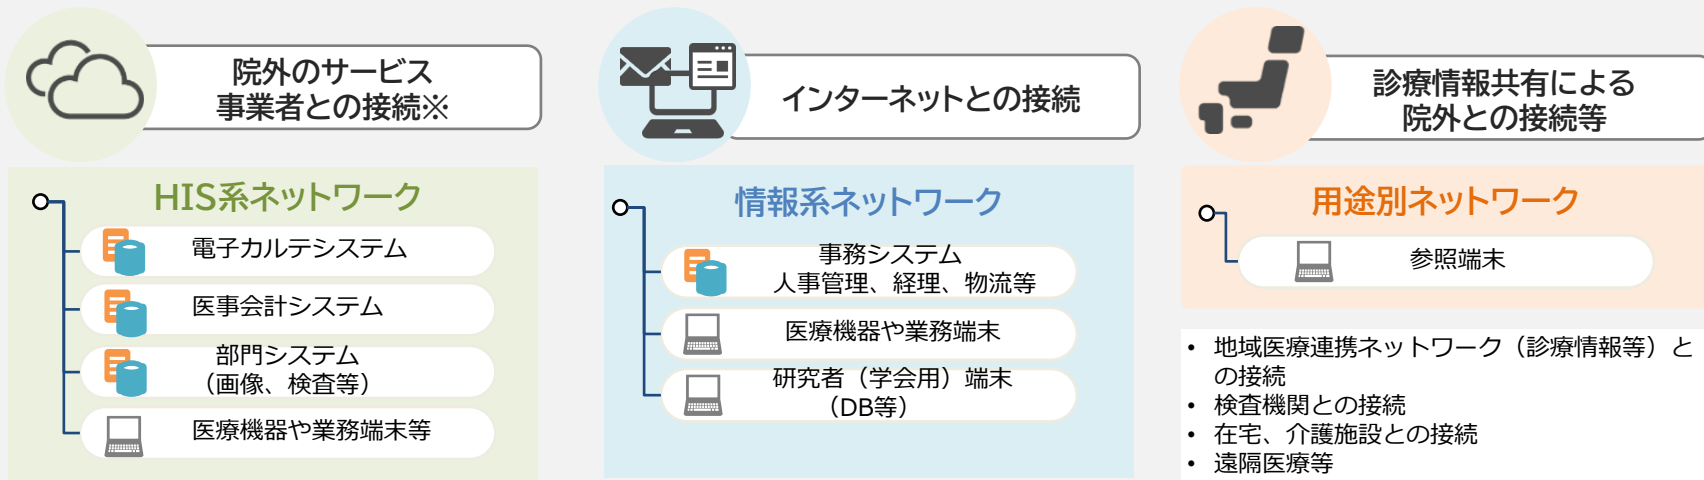 院外のサービス
事業者との接続※
HIS系ネットワーク
電子カルテシステム
医事会計システム
部門システム
（画像、検査等）
医療機器や業務端末等
インターネットとの接続
情報系ネットワーク
事務システム
人事管理、経理、物流等
医療機器や業務端末
研究者（学会用）端末
（DB等）
診療情報共有による
院外との接続等
用途別ネットワーク
参照端末
• 地域医療連携ネットワーク（診療情報等）と
の接続
• 検査機関との接続
• 在宅、介護施設との接続
• 遠隔医療等